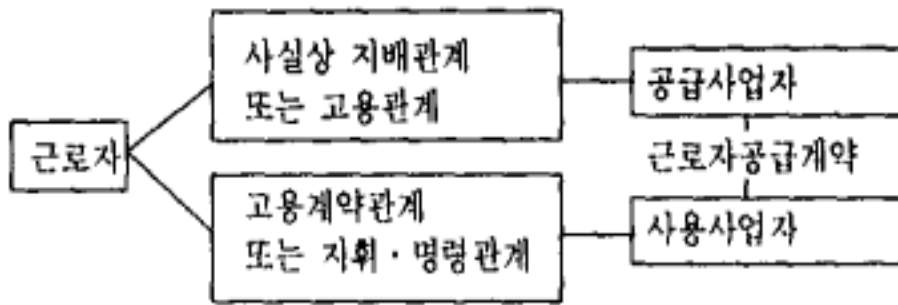 사실상 지배관계
또는 고용관계
공급사업자
근로자
근로자공급계약
고용계약관계
또는 지휘·명령관계
사용사업자